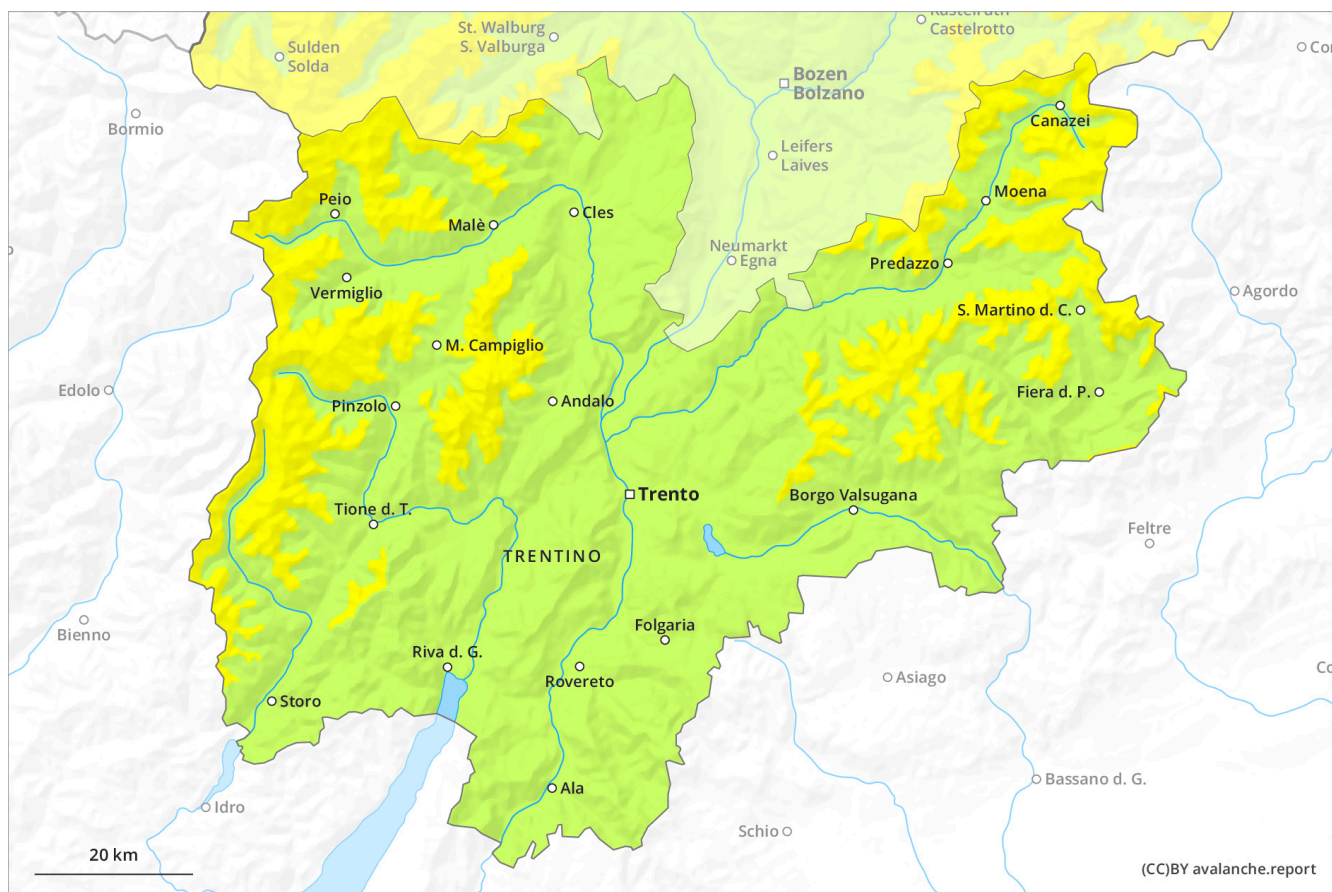 Kastelruth
Castelrotto
St. Walburg
S. Valburga
Sulden
Solda
Bozen
Bolzano
Bormio
Canazei
Leifers
Laives
Peio
Moena
Malè
Cles
Neumarkt
Egna
Predazzo
Vermiglio
Agordo
S. Martino d. C.
M. Campiglio
Edolo
Andalo
Pinzolo
Fiera d. P.
Trento
Borgo Valsugana
Tione d. T.
Feltre
TRENTINO
Bienno
Folgaria
Riva d. G.
Asiago
Rovereto
Storo
Bassano d. G.
Ala
Idro
Schio
20 km
(CC)BY avalanche.report